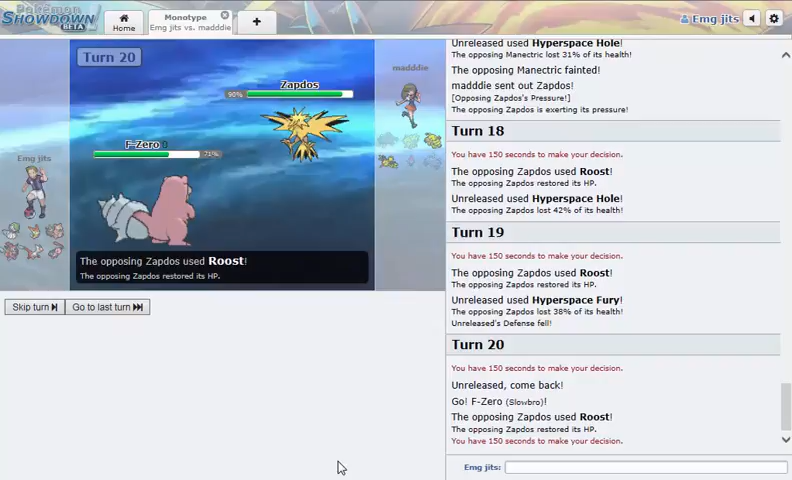 Pokémon
SHOWDOWN
BETA
Home
Monotype
Emg jits vs. madddie
+
Emg jits
Turn 20
Zapdos
90%
madddie
F-Zero
71%
Emg jits
The opposing Zapdos used Roost!
The opposing Zapdos restored its HP.
Skip turn
Go to last turn
Unreleased used Hyperspace Hole!
The opposing Manectric lost 31% of its health!
The opposing Manectric fainted!
madddie sent out Zapdos!
[Opposing Zapdos's Pressure!]
The opposing Zapdos is exerting its pressure!
Turn 18
You have 150 seconds to make your decision.
The opposing Zapdos used Roost!
The opposing Zapdos restored its HP.
Unreleased used Hyperspace Hole!
The opposing Zapdos lost 42% of its health!
Turn 19
You have 150 seconds to make your decision.
The opposing Zapdos used Roost!
The opposing Zapdos restored its HP.
Unreleased used Hyperspace Fury!
The opposing Zapdos lost 38% of its health!
Unreleased's Defense fell!
Turn 20
You have 150 seconds to make your decision.
Unreleased, come back!
Go! F-Zero (Slowbro)!
The opposing Zapdos used Roost!
The opposing Zapdos restored its HP.
You have 150 seconds to make your decision.
Emg jits: